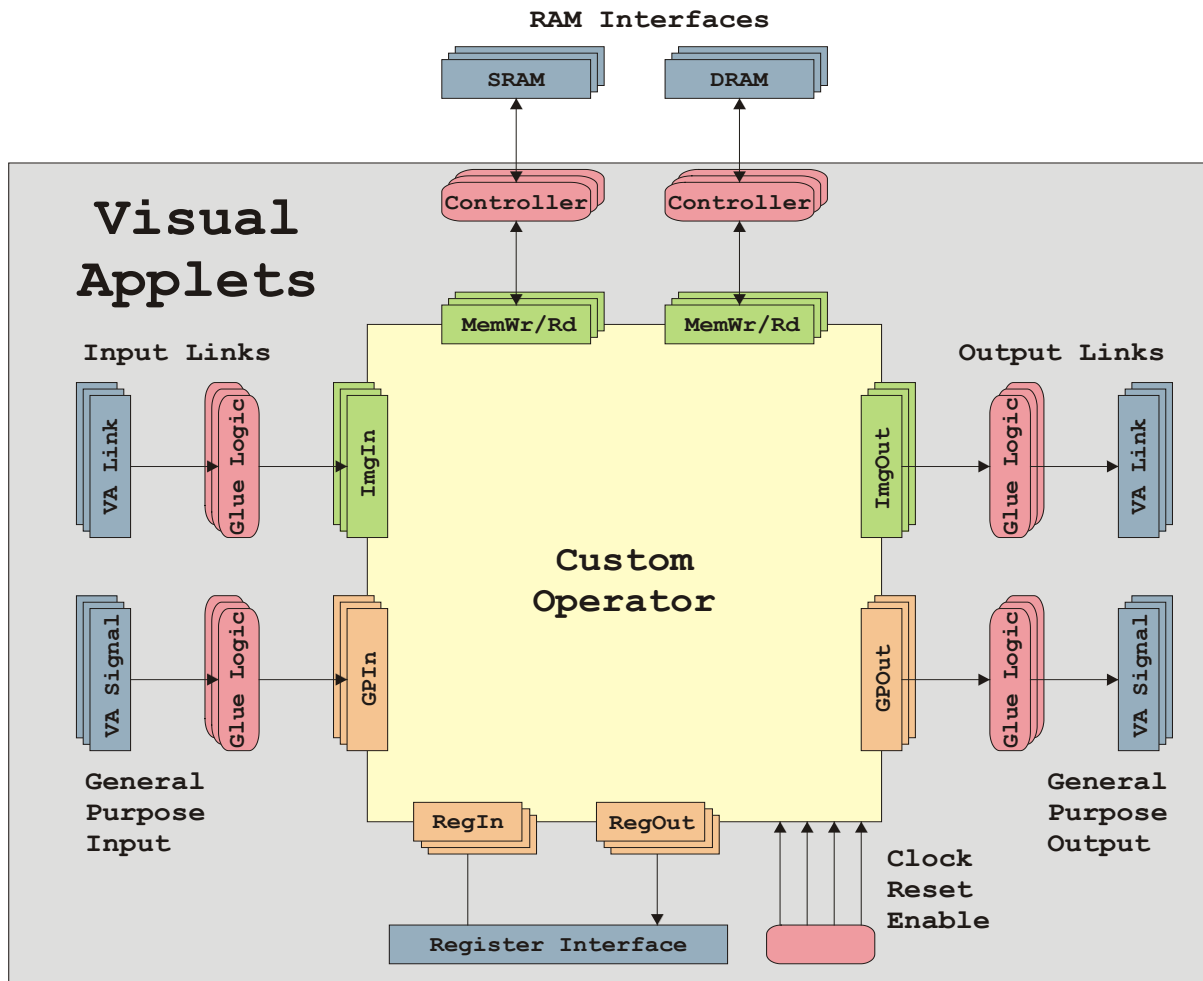 RAM Interfaces
SRAM
DRAM
Visual
Applets
Controller
Controller
MemWr/Rd
MemWr/Rd
Input Links
Output Links
VA Link
Glue Logic
ImgIn
ImgOut
Glue Logic
VA Link
Custom
Operator
VA Signal
Glue Logic
GPIn
GPOut
Glue Logic
VA Signal
General
Purpose
Input
General
Purpose
Output
RegIn
RegOut
Clock
Reset
Enable
Register Interface